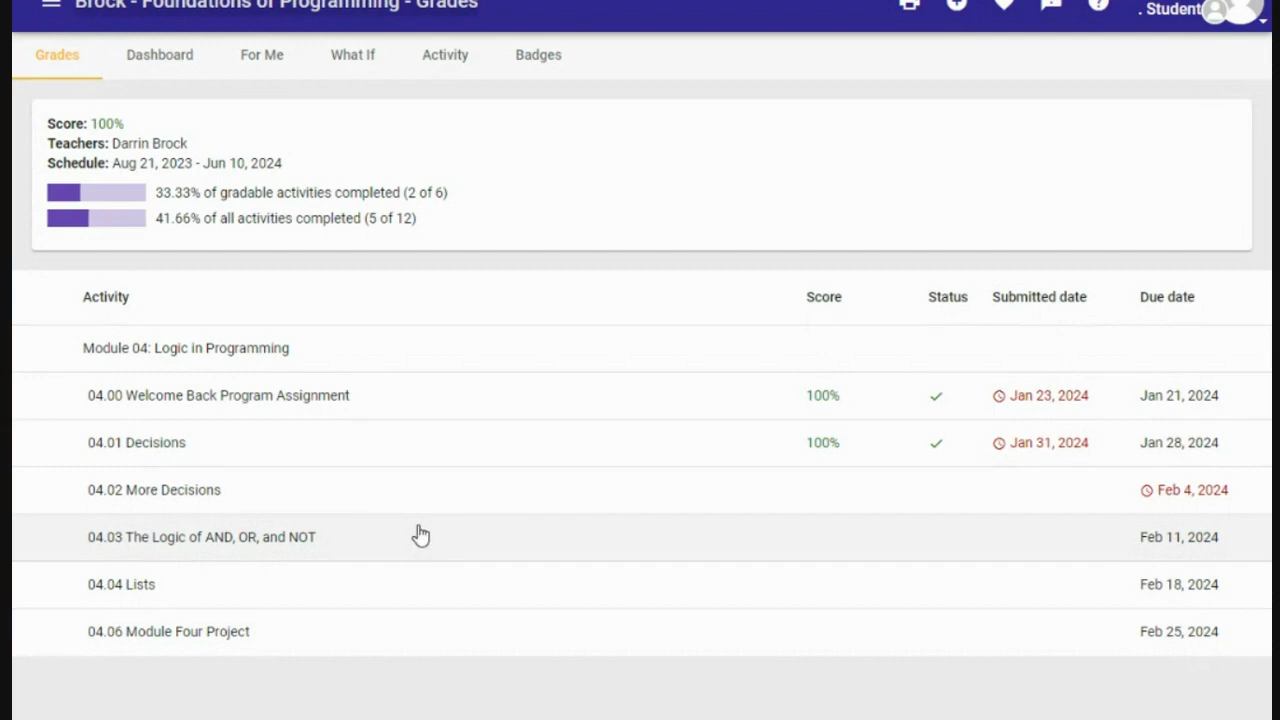 Brock - Foundations of Programming - Grades
. Student
Grades Dashboard For Me What If Activity Badges
Score: 100%
Teachers: Darrin Brock
Schedule: Aug 21, 2023 - Jun 10, 2024
33.33% of gradable activities completed (2 of 6)
41.66% of all activities completed (5 of 12)
Activity Score Status Submitted date Due date
Module 04: Logic in Programming
04.00 Welcome Back Program Assignment 100% Jan 23, 2024 Jan 21, 2024
04.01 Decisions 100% Jan 31, 2024 Jan 28, 2024
04.02 More Decisions Feb 4, 2024
04.03 The Logic of AND, OR, and NOT Feb 11, 2024
04.04 Lists Feb 18, 2024
04.06 Module Four Project Feb 25, 2024